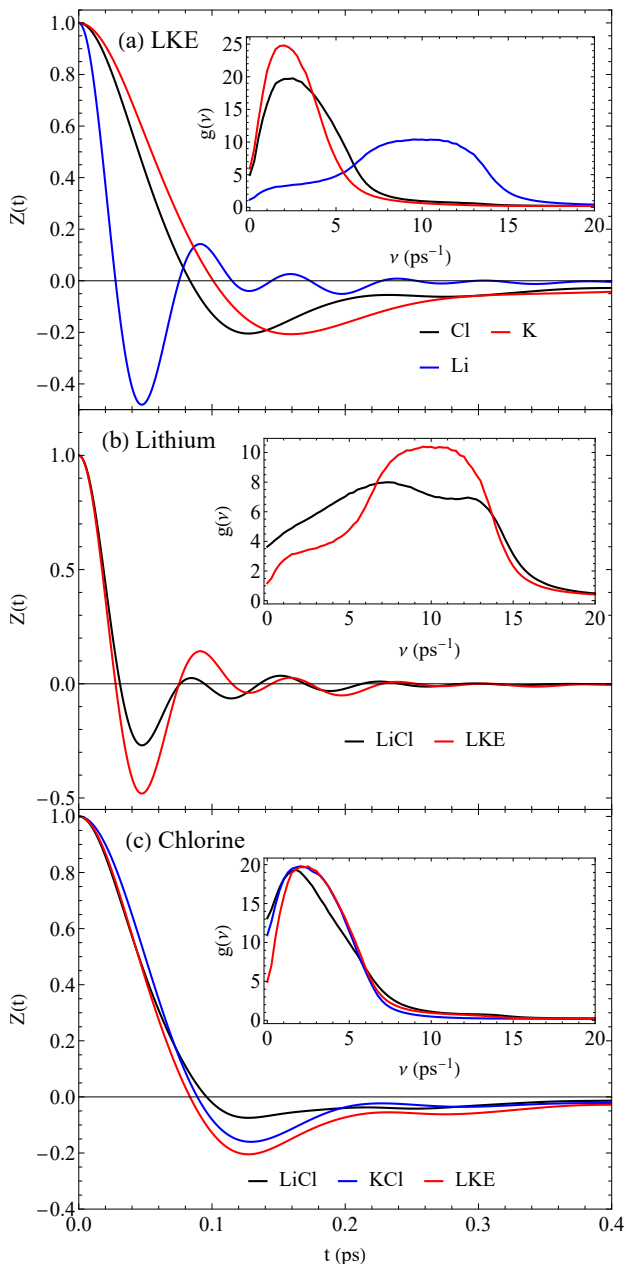 (a) LKE
1.0
0.8
0.6
0.4
0.2
0.0
−0.2
−0.4
Z(t)
25
20
15
10
5
0
g(ν)
0 5 10 15 20
ν (ps⁻¹)
Cl K
Li
(b) Lithium
1.0
0.5
0.0
−0.5
Z(t)
10
8
6
4
2
0
g(ν)
0 5 10 15 20
ν (ps⁻¹)
LiCl LKE
(c) Chlorine
1.0
0.8
0.6
0.4
0.2
0.0
−0.2
−0.4
Z(t)
20
15
10
5
0
g(ν)
0 5 10 15 20
ν (ps⁻¹)
LiCl KCl LKE
0.0 0.1 0.2 0.3 0.4
t (ps)